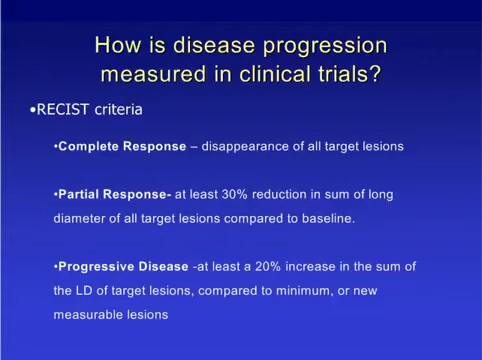 How is disease progression
measured in clinical trials?
•RECIST criteria
•Complete Response – disappearance of all target lesions
•Partial Response- at least 30% reduction in sum of long
diameter of all target lesions compared to baseline.
•Progressive Disease -at least a 20% increase in the sum of
the LD of target lesions, compared to minimum, or new
measurable lesions